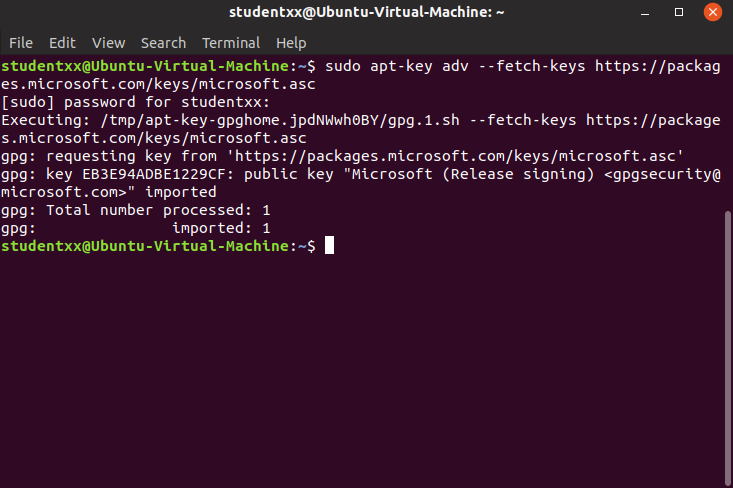 studentxx@Ubuntu-Virtual-Machine: ~
File Edit View Search Terminal Help
studentxx@Ubuntu-Virtual-Machine:~$ sudo apt-key adv --fetch-keys https://packag
es.microsoft.com/keys/microsoft.asc
[sudo] password for studentxx:
Executing: /tmp/apt-key-gpghome.jpdNWwh0BY/gpg.1.sh --fetch-keys https://package
s.microsoft.com/keys/microsoft.asc
gpg: requesting key from 'https://packages.microsoft.com/keys/microsoft.asc'
gpg: key EB3E94ADBE1229CF: public key "Microsoft (Release signing) <gpgsecurity@
microsoft.com>" imported
gpg: Total number processed: 1
gpg:               imported: 1
studentxx@Ubuntu-Virtual-Machine:~$